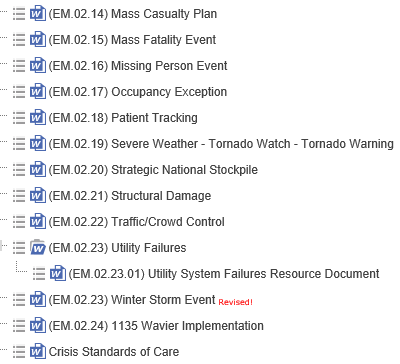 (EM.02.14) Mass Casualty Plan
(EM.02.15) Mass Fatality Event
(EM.02.16) Missing Person Event
(EM.02.17) Occupancy Exception
(EM.02.18) Patient Tracking
(EM.02.19) Severe Weather - Tornado Watch - Tornado Warning
(EM.02.20) Strategic National Stockpile
(EM.02.21) Structural Damage
(EM.02.22) Traffic/Crowd Control
(EM.02.23) Utility Failures
(EM.02.23.01) Utility System Failures Resource Document
(EM.02.23) Winter Storm Event Revised!
(EM.02.24) 1135 Wavier Implementation
Crisis Standards of Care